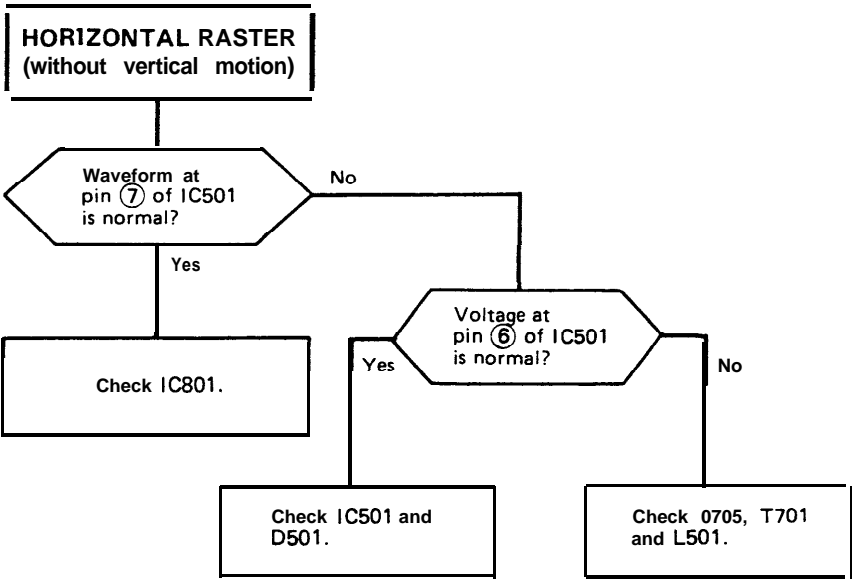 HORIZONTAL RASTER
(without vertical motion)
Waveform at
pin ⑦ of IC501
is normal?
No
Yes
Voltage at
pin ⑥ of IC501
is normal?
Yes
No
Check IC801.
Check IC501 and
D501.
Check 0705, T701
and L501.